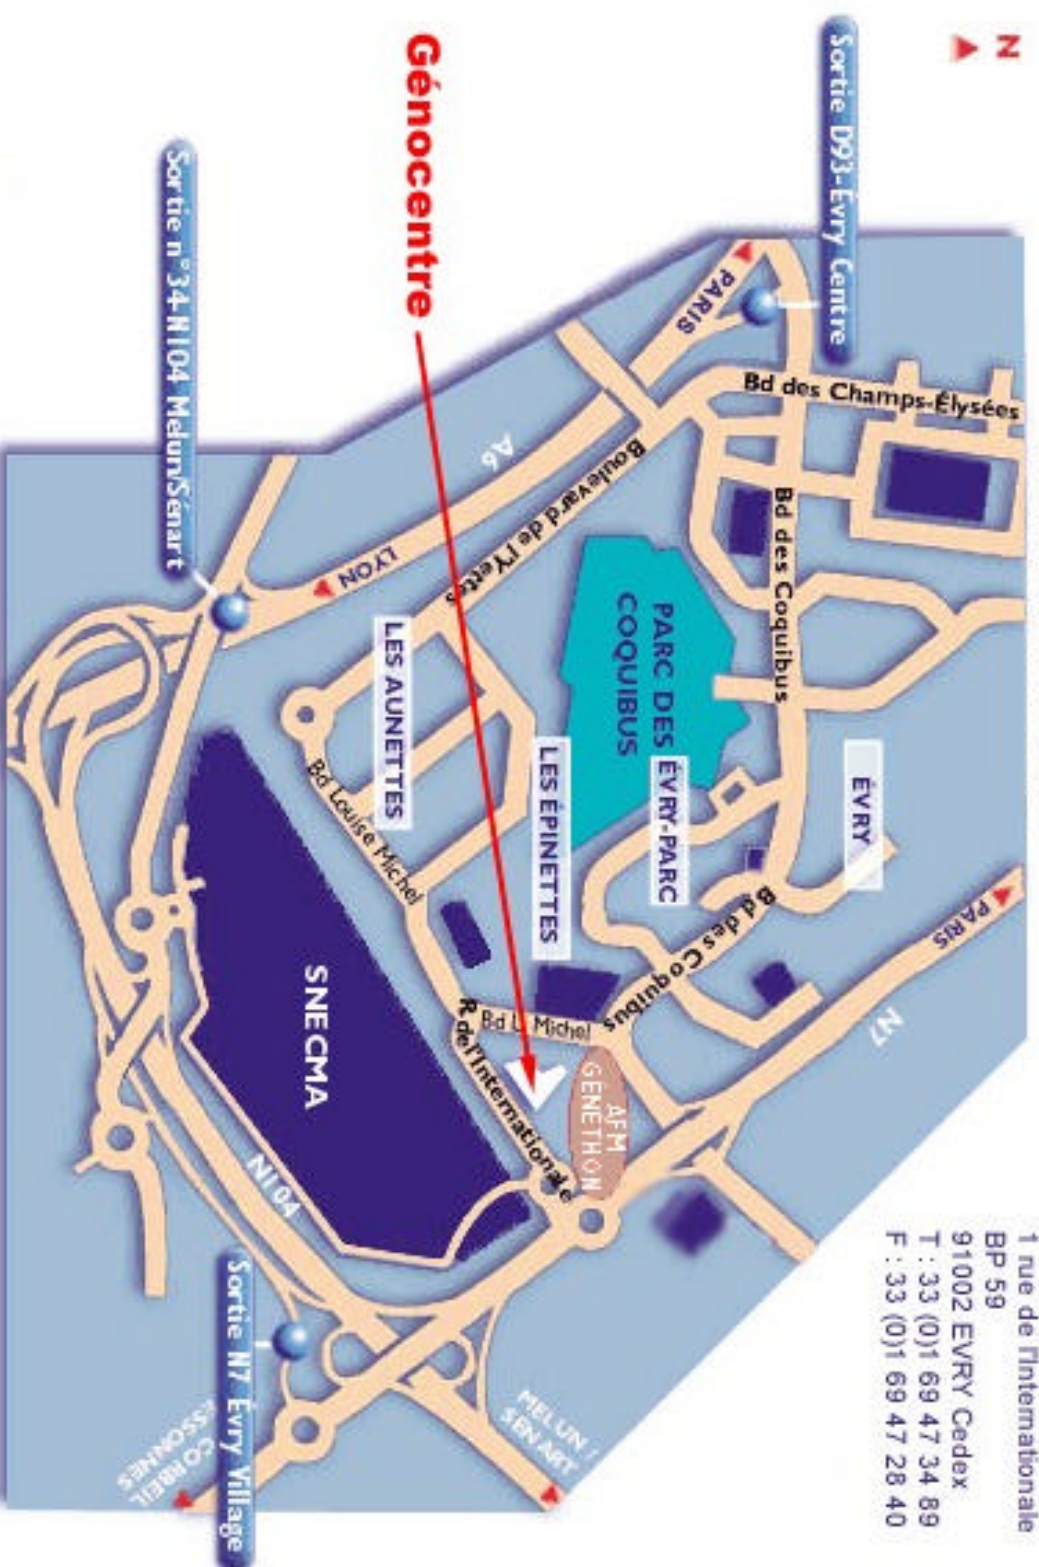 N
1 rue de l'Internationale
BP 59
91002 EVRY Cedex
T : 33 (0)1 69 47 34 89
F : 33 (0)1 69 47 28 40
Sortie D93-Évry Centre
Génocentre
Sortie n°34-N104 Melun/Sénart
PARIS
Bd des Champs-Élysées
A6
Boulevard de l'Yettes
LYON
Bd des Coquibus
PARC DES
COQUIBUS
ÉVRY
LES AUNETTES
ÉVRY-PARC
LES ÉPINETTES
PARIS
N7
Bd Louise Michel
Bd des Coquibus
Bd L. Michel
R. de l'Internationale
AFM
GENETHON
SNECMA
N104
Sortie N7 Évry Village
MELUN /
SÉNART
CORBEIL
ESSONNES